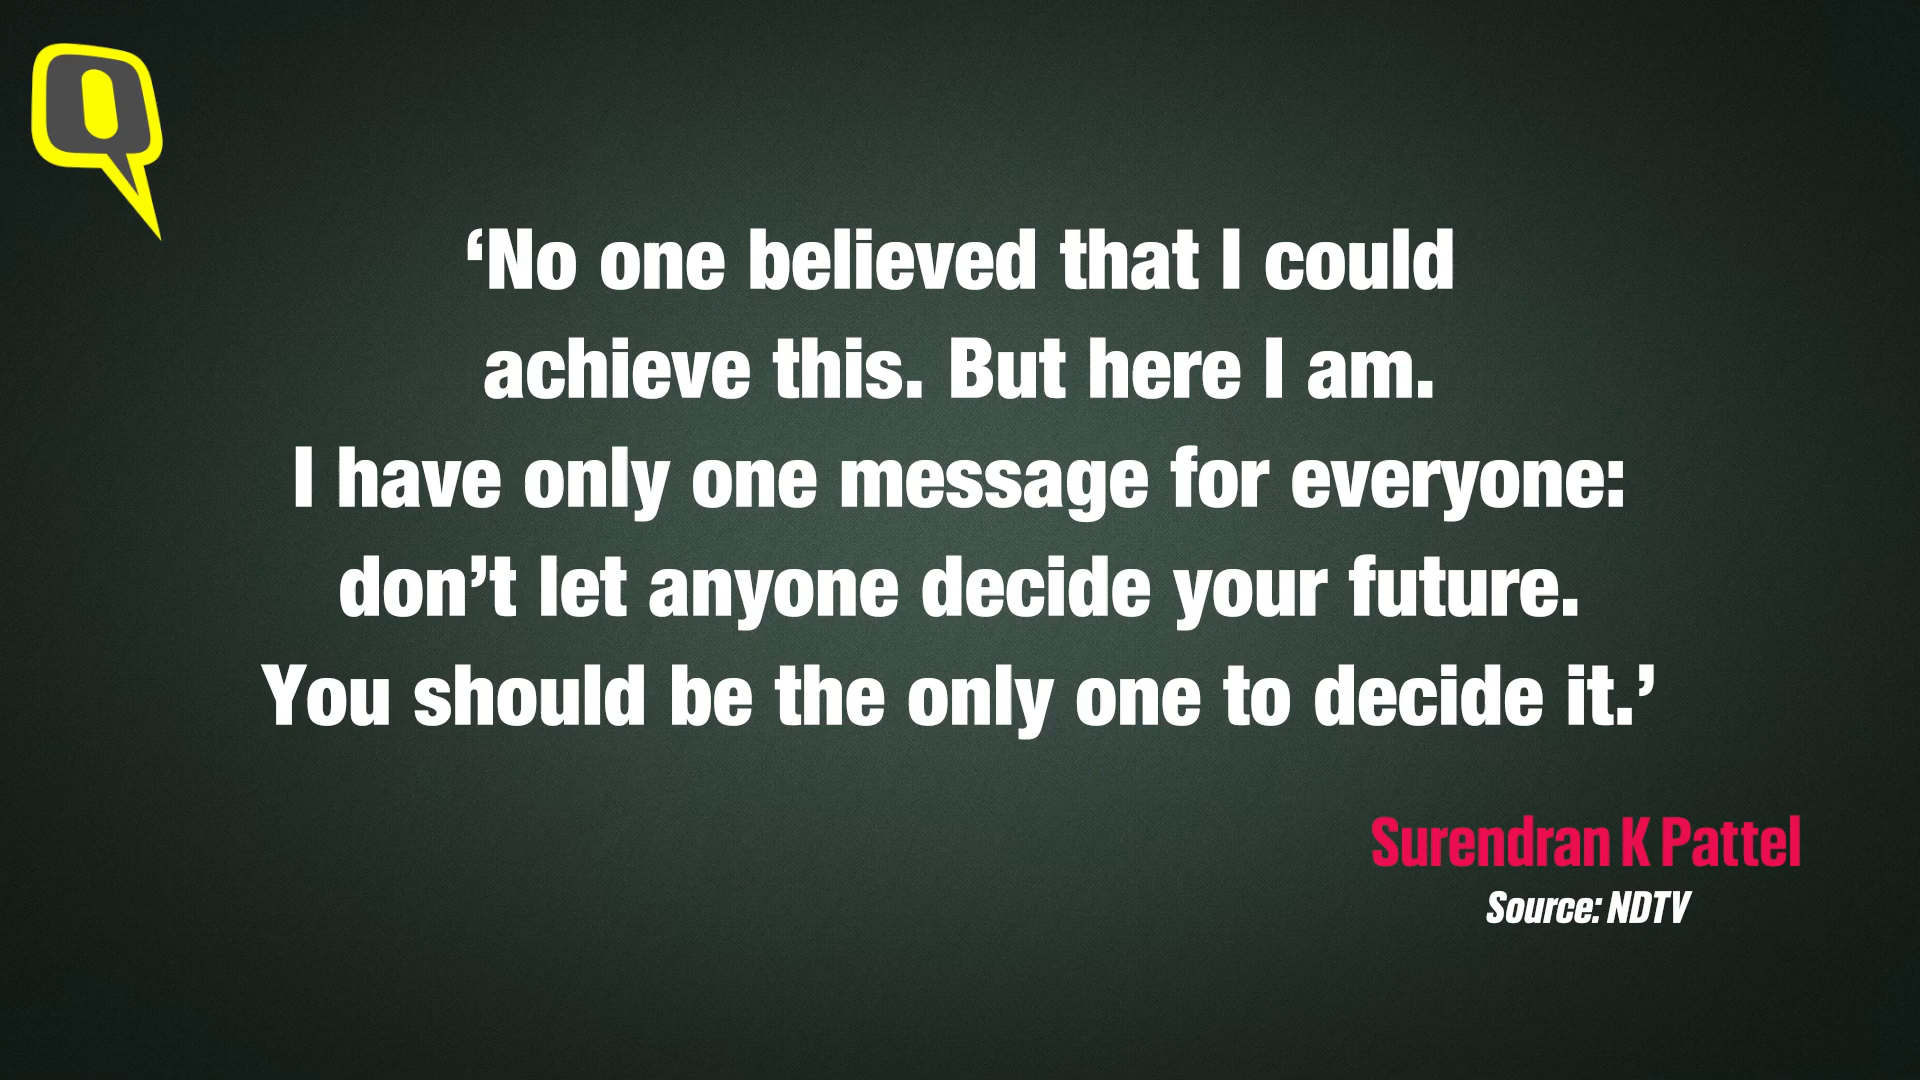 ‘No one believed that I could
achieve this. But here I am.
I have only one message for everyone:
don’t let anyone decide your future.
You should be the only one to decide it.’
Surendran K Pattel
Source: NDTV